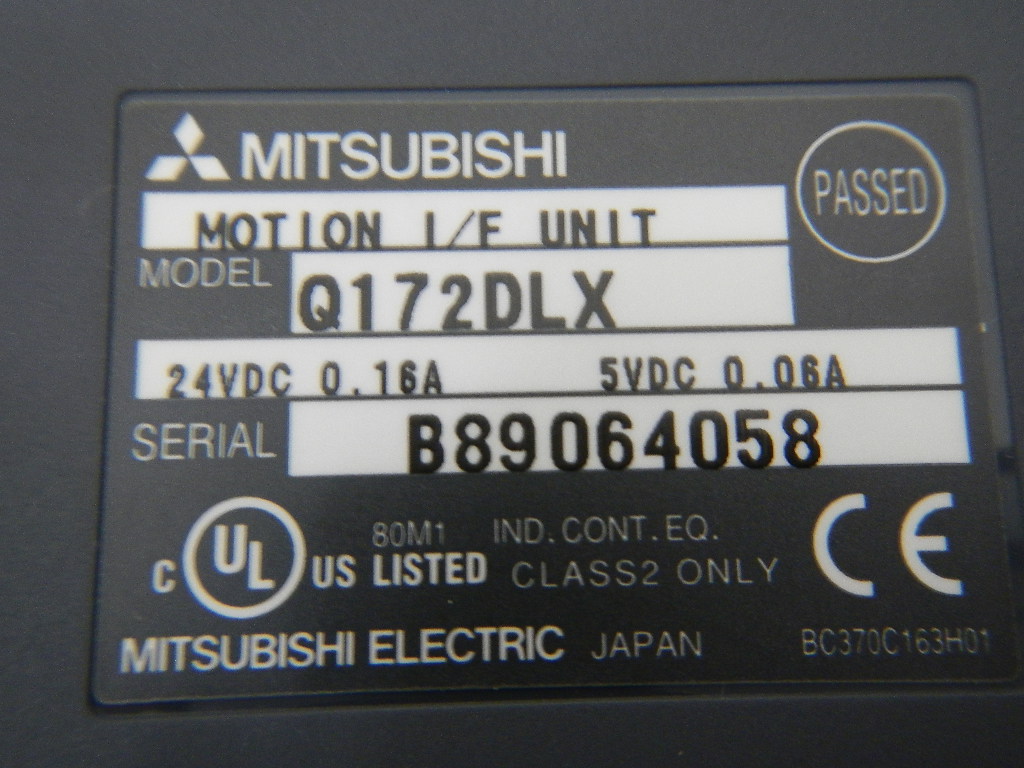 MITSUBISHI
PASSED
MOTION I/F UNIT
MODEL Q172DLX
24VDC 0.16A 5VDC 0.06A
SERIAL B89064058
C UL US LISTED 80M1 IND. CONT. EQ.
CLASS2 ONLY
CE
MITSUBISHI ELECTRIC JAPAN BC370C163H01